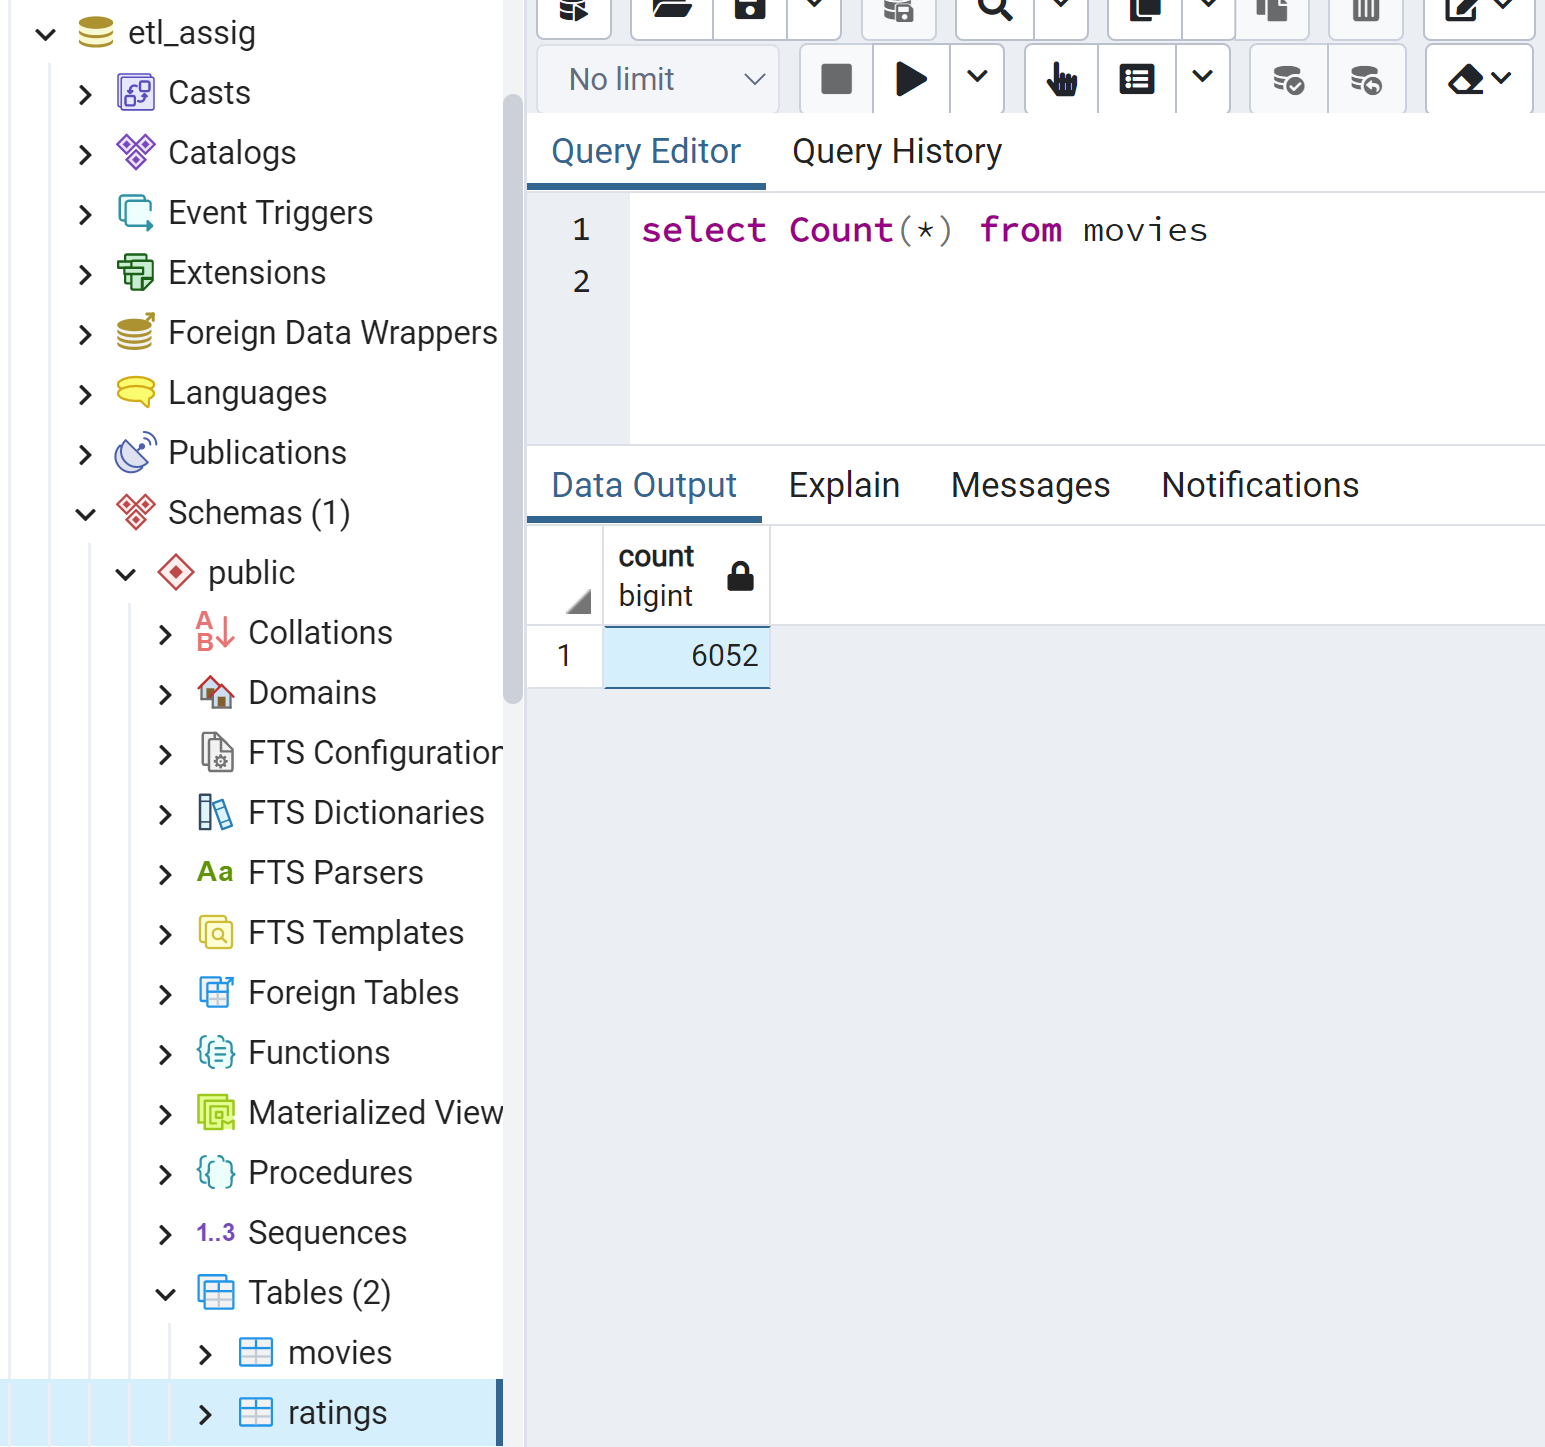 etl_assig
Casts
Catalogs
Event Triggers
Extensions
Foreign Data Wrappers
Languages
Publications
Schemas (1)
public
A
B
Collations
Domains
FTS Configuration
FTS Dictionaries
Aa FTS Parsers
FTS Templates
Foreign Tables
Functions
Materialized View
Procedures
1..3 Sequences
Tables (2)
movies
ratings
No limit
Query Editor Query History
1 select Count(*) from movies
2
Data Output Explain Messages Notifications
count
bigint
1 6052